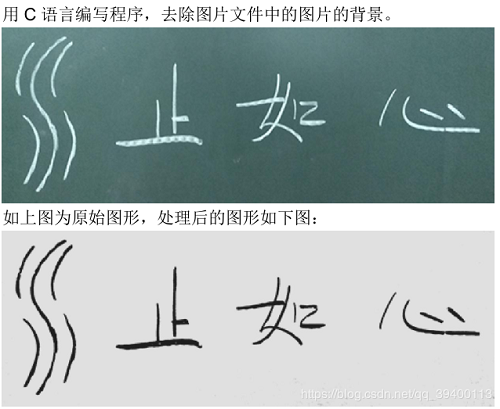 用 C 语言编写程序，去除图片文件中的图片的背景。
止 如 心
如上图为原始图形，处理后的图形如下图：
止 如 心
https://blog.csdn.net/qq_39400113